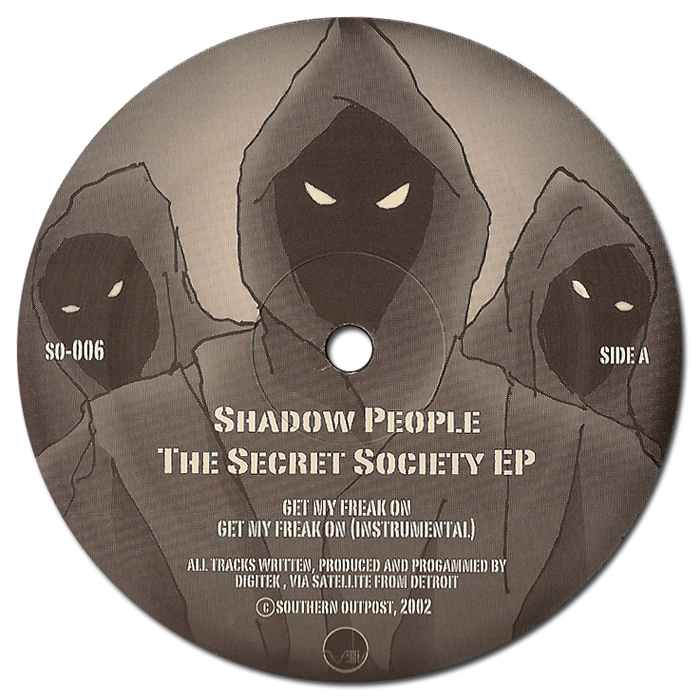 SO-006
SIDE A
SHADOW PEOPLE
THE SECRET SOCIETY EP
GET MY FREAK ON
GET MY FREAK ON (INSTRUMENTAL)
ALL TRACKS WRITTEN, PRODUCED AND PROGAMMED BY
DIGITEK, VIA SATELLITE FROM DETROIT
©SOUTHERN OUTPOST, 2002